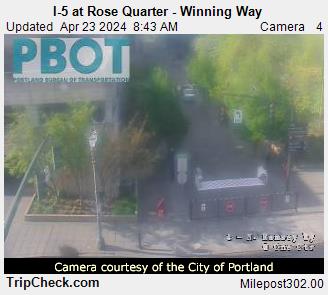 I-5 at Rose Quarter - Winning Way
Updated Apr 23 2024 8:43 AM Camera 4
PBOT
PORTLAND BUREAU OF TRANSPORTATION
Camera courtesy of the City of Portland
TripCheck.com Milepost302.00